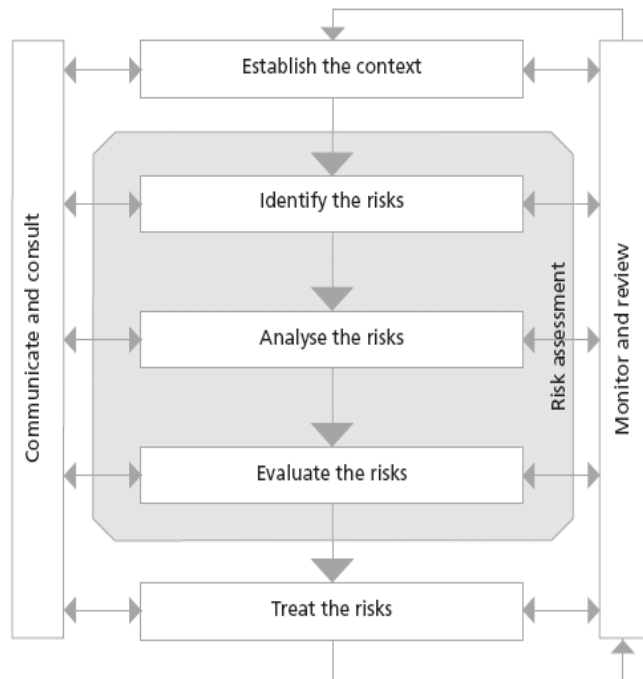 Establish the context
Identify the risks
Analyse the risks
Evaluate the risks
Treat the risks
Communicate and consult
Risk assessment
Monitor and review